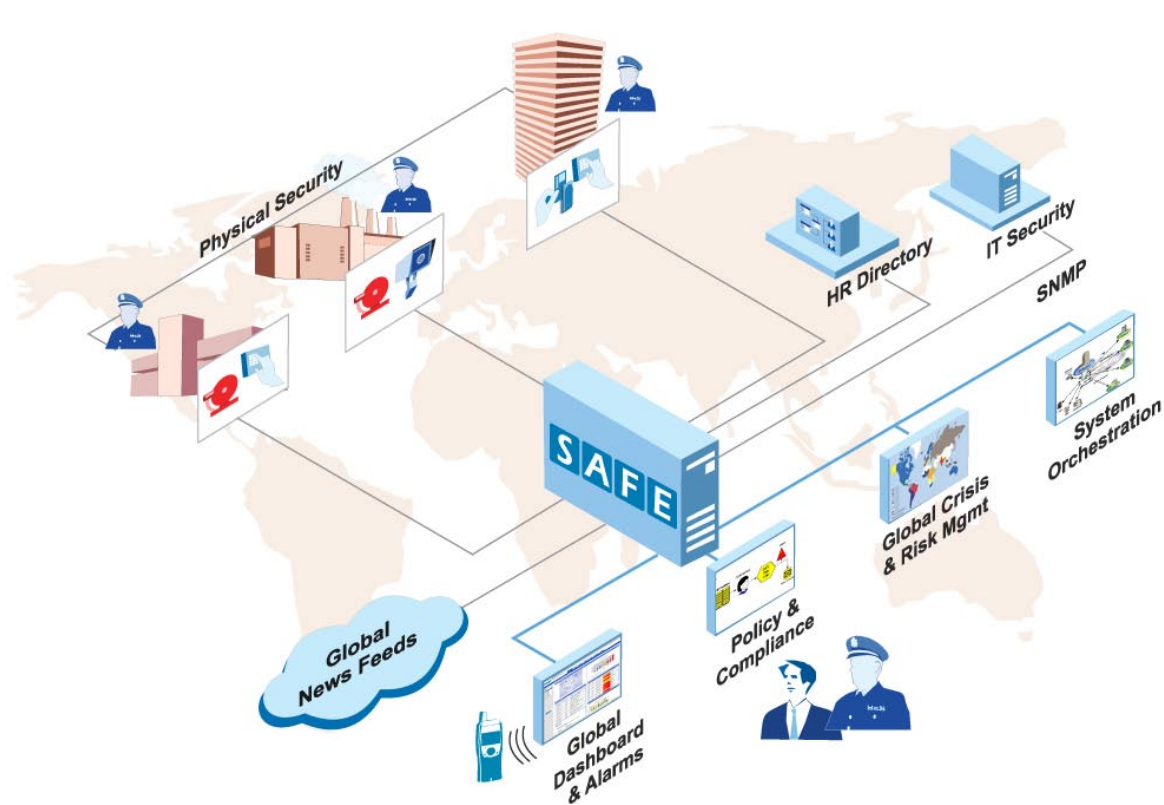 Physical Security
HR Directory
IT Security
SNMP
SAFE
System
Orchestration
Global Crisis
& Risk Mgmt
Policy &
Compliance
Global
News Feeds
Global
Dashboard
& Alarms